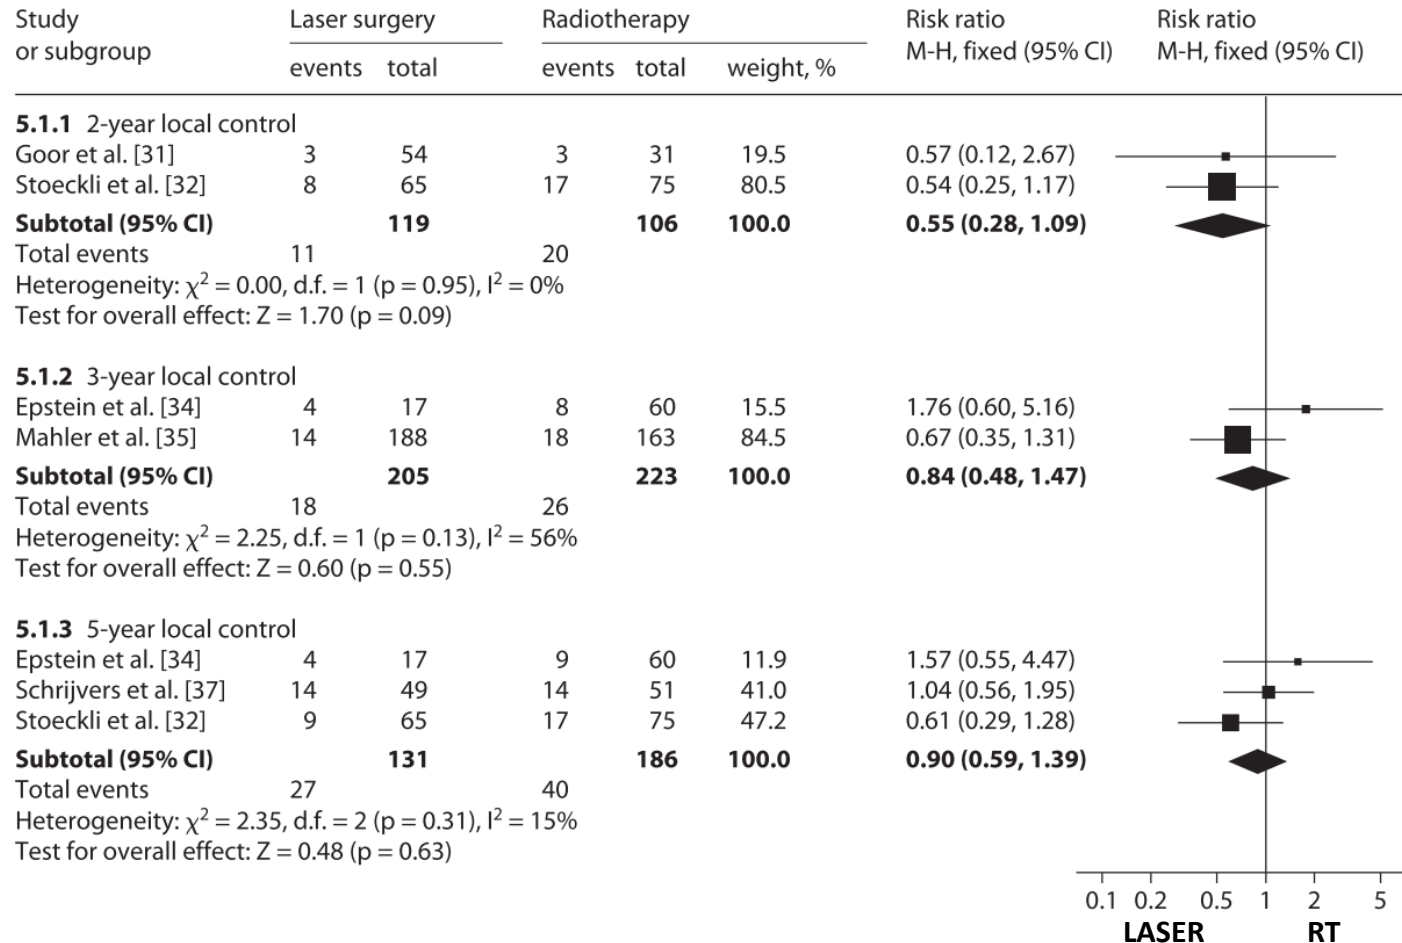 Study Laser surgery Radiotherapy Risk ratio Risk ratio
or subgroup M-H, fixed (95% CI) M-H, fixed (95% CI)
events total events total weight, %
5.1.1 2-year local control
Goor et al. [31] 3 54 3 31 19.5 0.57 (0.12, 2.67)
Stoeckli et al. [32] 8 65 17 75 80.5 0.54 (0.25, 1.17)
Subtotal (95% CI) 119 106 100.0 0.55 (0.28, 1.09)
Total events 11 20
Heterogeneity: χ² = 0.00, d.f. = 1 (p = 0.95), I² = 0%
Test for overall effect: Z = 1.70 (p = 0.09)
5.1.2 3-year local control
Epstein et al. [34] 4 17 8 60 15.5 1.76 (0.60, 5.16)
Mahler et al. [35] 14 188 18 163 84.5 0.67 (0.35, 1.31)
Subtotal (95% CI) 205 223 100.0 0.84 (0.48, 1.47)
Total events 18 26
Heterogeneity: χ² = 2.25, d.f. = 1 (p = 0.13), I² = 56%
Test for overall effect: Z = 0.60 (p = 0.55)
5.1.3 5-year local control
Epstein et al. [34] 4 17 9 60 11.9 1.57 (0.55, 4.47)
Schrijvers et al. [37] 14 49 14 51 41.0 1.04 (0.56, 1.95)
Stoeckli et al. [32] 9 65 17 75 47.2 0.61 (0.29, 1.28)
Subtotal (95% CI) 131 186 100.0 0.90 (0.59, 1.39)
Total events 27 40
Heterogeneity: χ² = 2.35, d.f. = 2 (p = 0.31), I² = 15%
Test for overall effect: Z = 0.48 (p = 0.63)
0.1 0.2 0.5 1 2 5
LASER RT